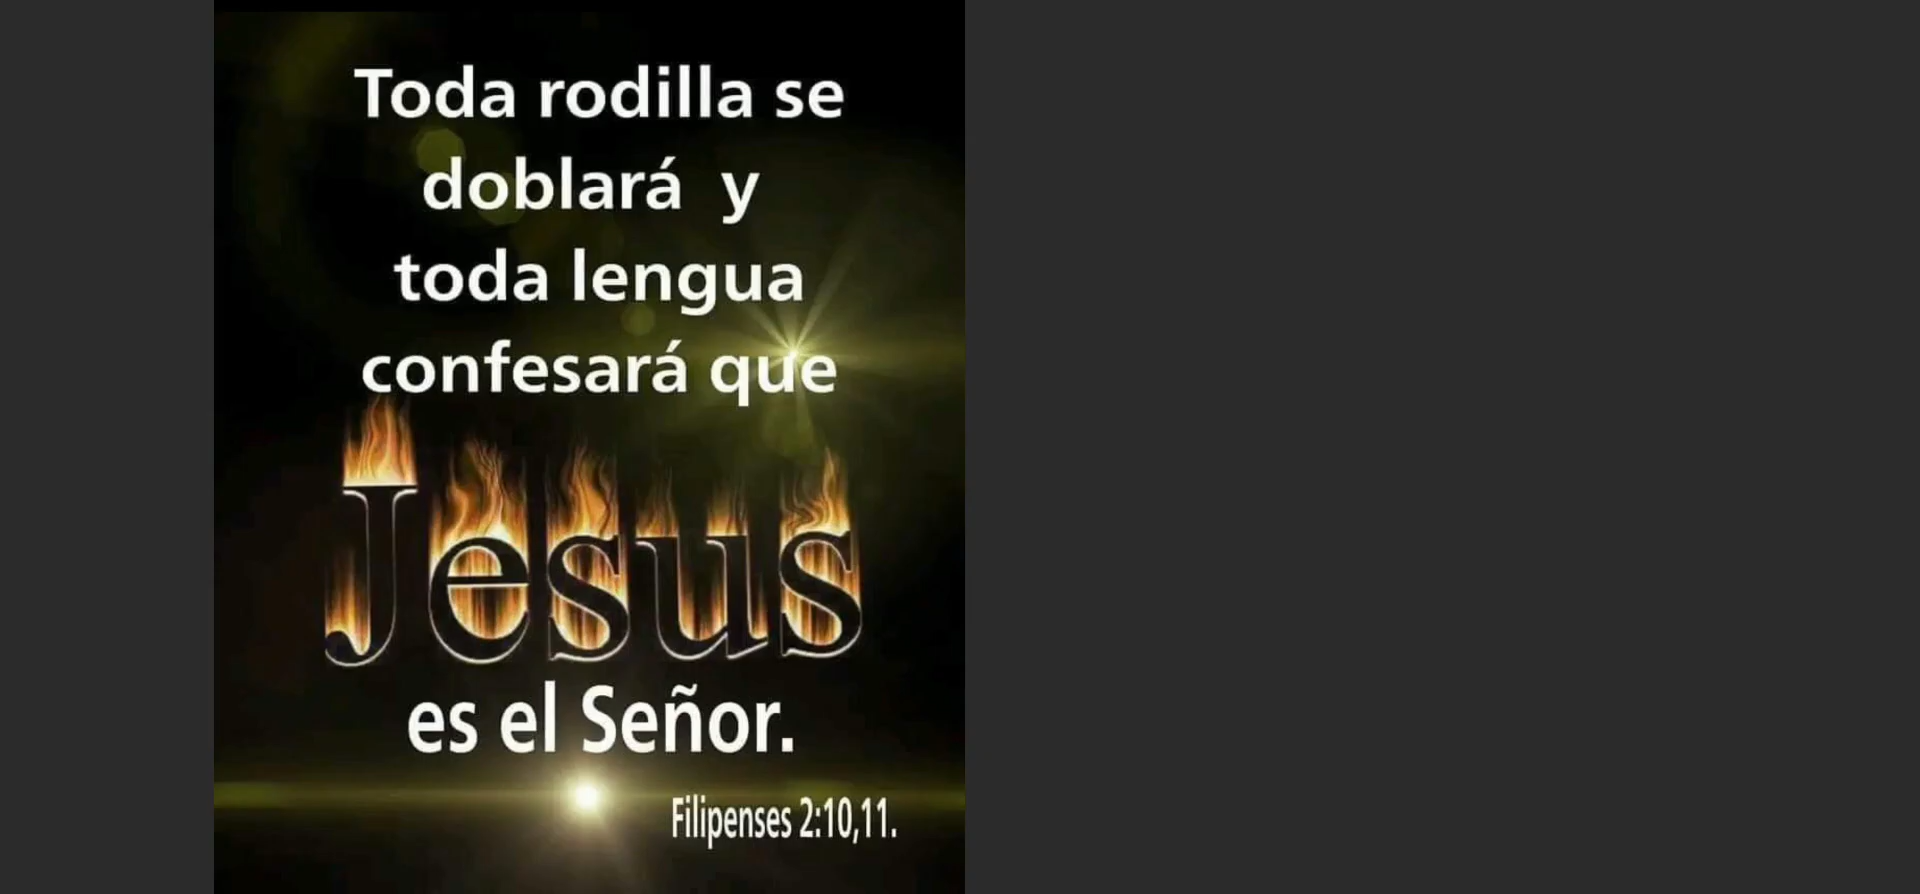 Toda rodilla se
doblará y
toda lengua
confesará que
Jesus
es el Señor.
Filipenses 2:10,11.